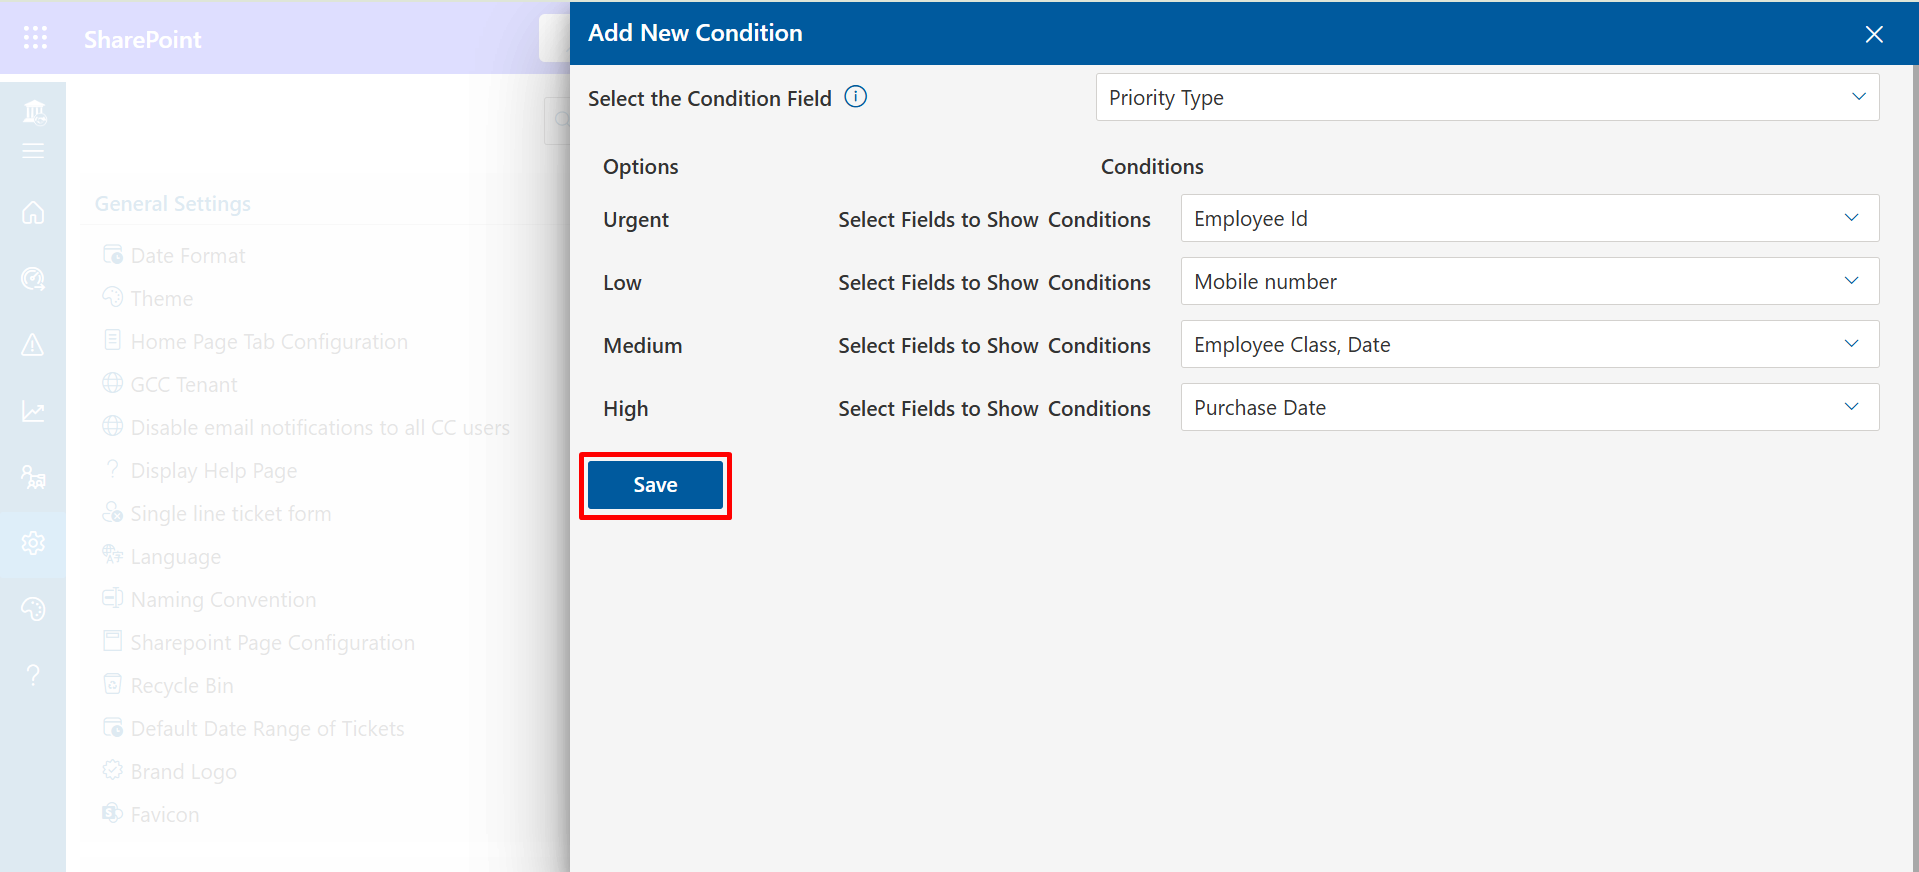 SharePoint
General Settings
Date Format
Theme
Home Page Tab Configuration
GCC Tenant
Disable email notifications to all CC users
Display Help Page
Single line ticket form
Language
Naming Convention
Sharepoint Page Configuration
Recycle Bin
Default Date Range of Tickets
Brand Logo
Favicon
Add New Condition
Select the Condition Field Priority Type
Options Conditions
Urgent Select Fields to Show Conditions Employee Id
Low Select Fields to Show Conditions Mobile number
Medium Select Fields to Show Conditions Employee Class, Date
High Select Fields to Show Conditions Purchase Date
Save